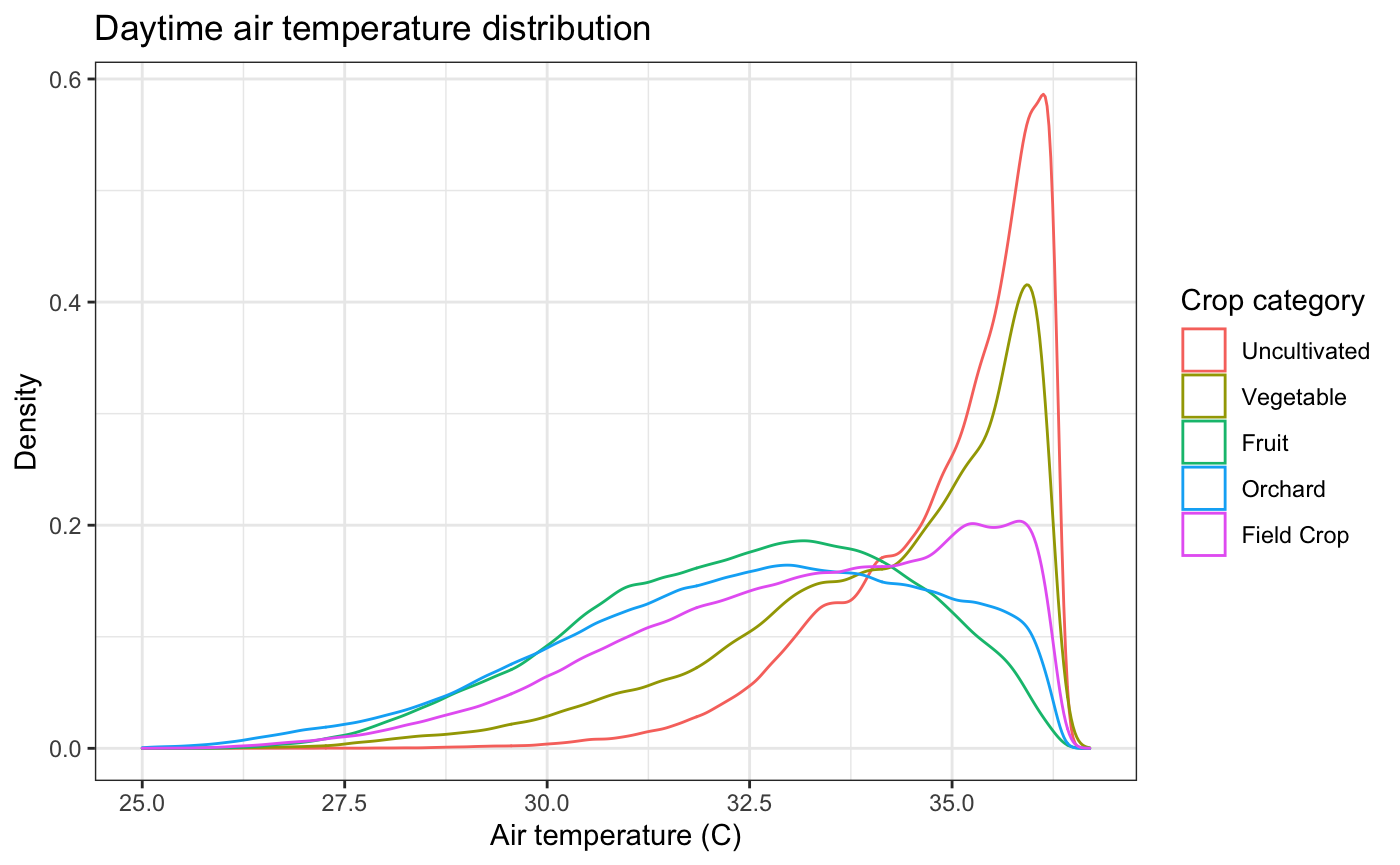 Daytime air temperature distribution
0.6
0.4
0.2
0.0
Density
25.0 27.5 30.0 32.5 35.0
Air temperature (C)
Crop category
Uncultivated
Vegetable
Fruit
Orchard
Field Crop